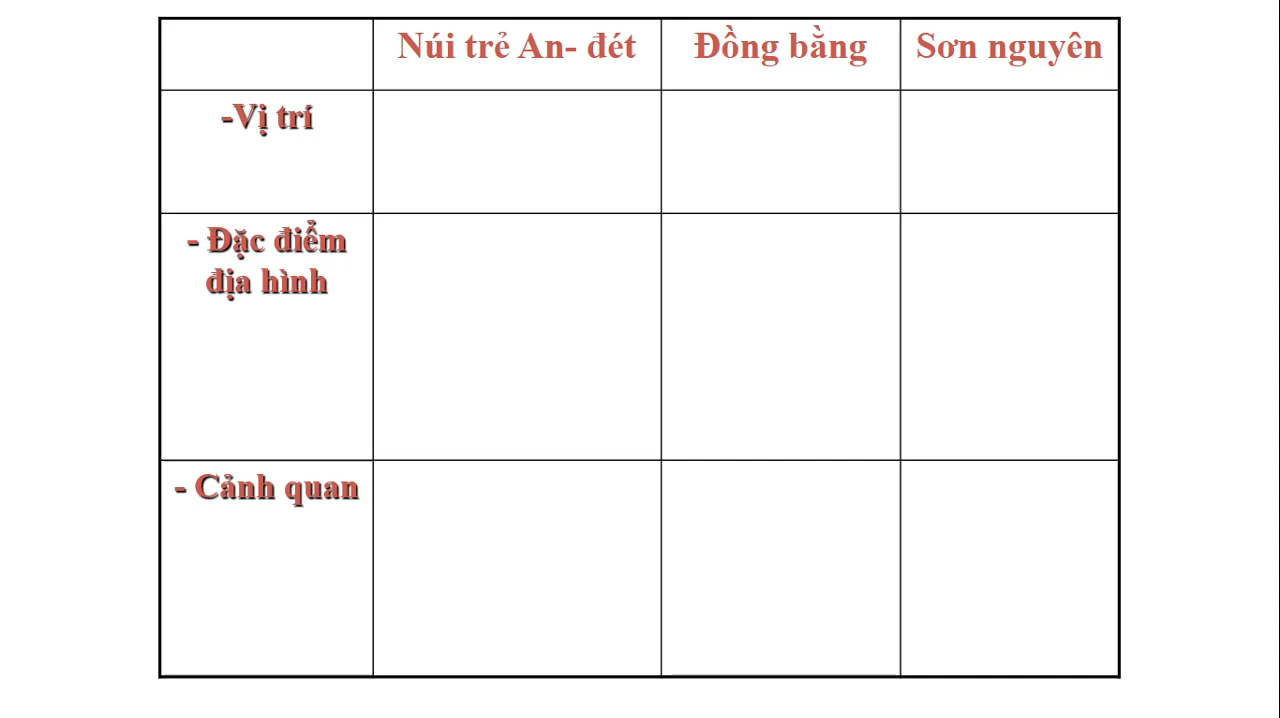 Núi trẻ An- đét
Đồng bằng
Sơn nguyên
-Vị trí
- Đặc điểm
địa hình
- Cảnh quan